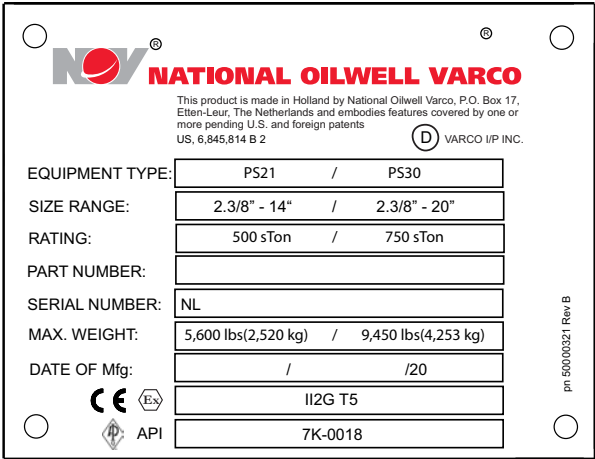 NOV ® ®
NATIONAL OILWELL VARCO
This product is made in Holland by National Oilwell Varco, P.O. Box 17,
Etten-Leur, The Netherlands and embodies features covered by one or
more pending U.S. and foreign patents
US, 6,845,814 B 2
D VARCO I/P INC.
EQUIPMENT TYPE: PS21 / PS30
SIZE RANGE: 2.3/8” - 14“ / 2.3/8” - 20”
RATING: 500 sTon / 750 sTon
PART NUMBER:
SERIAL NUMBER: NL
MAX. WEIGHT: 5,600 lbs(2,520 kg) / 9,450 lbs(4,253 kg)
DATE OF Mfg: / /20
CE Ex II2G T5
API 7K-0018
pn 50000321 Rev B